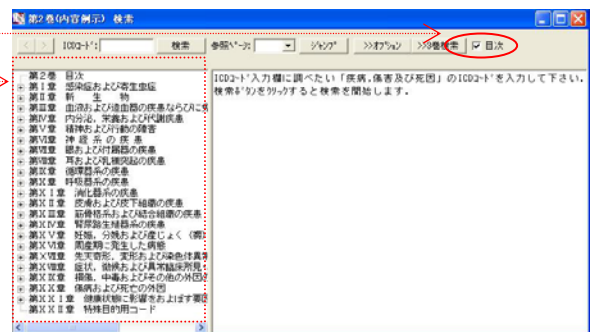 第2巻(内容例示) 検索
< > ICDコード: 検索 参照ページ: ジャンプ >>オプション >>3巻検索 目次
第2巻 目次
第Ⅰ章 感染症および寄生虫症
第Ⅱ章 新 生 物
第Ⅲ章 血液および造血器の疾患ならびに免
第Ⅳ章 内分泌，栄養および代謝疾患
第Ⅴ章 精神および行動の障害
第Ⅵ章 神 経 系 の 疾 患
第Ⅶ章 眼および付属器の疾患
第Ⅷ章 耳および乳様突起の疾患
第Ⅸ章 循環器系の疾患
第Ⅹ章 呼吸器系の疾患
第ⅩⅠ章 消化器系の疾患
第ⅩⅡ章 皮膚および皮下組織の疾患
第ⅩⅢ章 筋骨格系および結合組織の疾患
第ⅩⅣ章 腎尿路生殖器系の疾患
第ⅩⅤ章 妊娠，分娩および産じょく〈褥〉
第ⅩⅥ章 周産期に発生した病態
第ⅩⅦ章 先天奇形，変形および染色体異常
第ⅩⅧ章 症状，徴候および異常臨床所見・
第ⅩⅨ章 損傷，中毒およびその他の外因
第ⅩⅩ章 傷病および死亡の外因
第ⅩⅩⅠ章 健康状態に影響をおよぼす要因
第ⅩⅩⅡ章 特殊目的用コード
ICDコード入力欄に調べたい「疾病,傷害及び死因」のICDコードを入力して下さい.
検索ボタンをクリックすると検索を開始します.